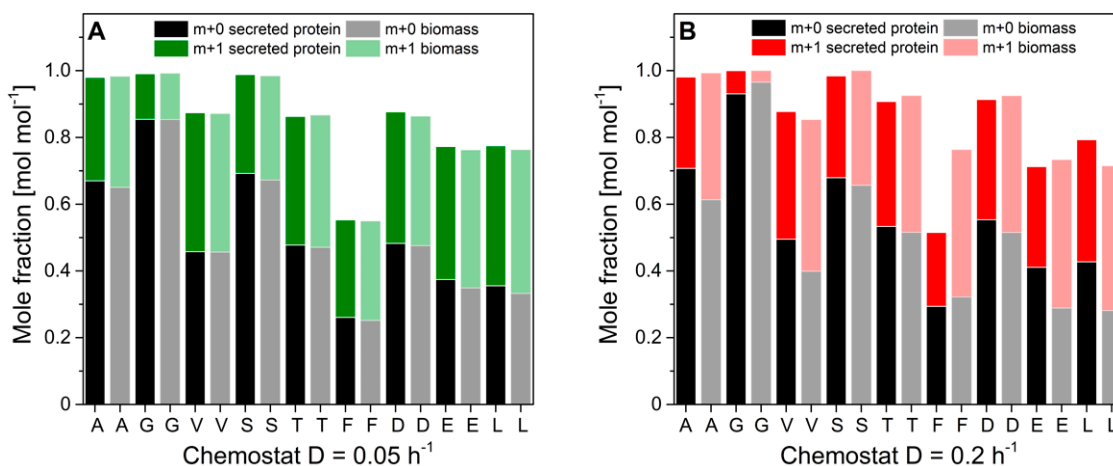 A
m+0 secreted protein m+0 biomass
m+1 secreted protein m+1 biomass
Mole fraction [mol mol⁻¹]
1.0
0.8
0.6
0.4
0.2
0
A A G G V V S S T T F F D D E E L L
Chemostat D = 0.05 h⁻¹
B
m+0 secreted protein m+0 biomass
m+1 secreted protein m+1 biomass
Mole fraction [mol mol⁻¹]
1.0
0.8
0.6
0.4
0.2
0
A A G G V V S S T T F F D D E E L L
Chemostat D = 0.2 h⁻¹